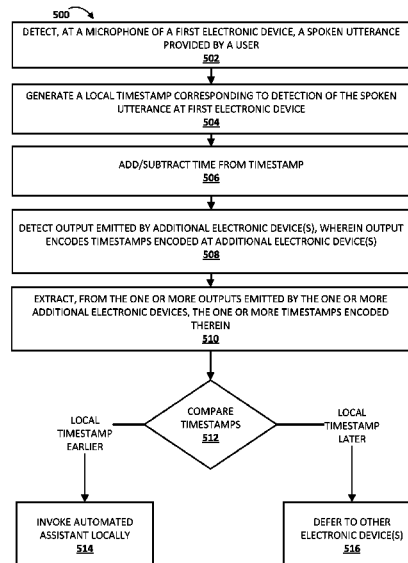 500
DETECT, AT A MICROPHONE OF A FIRST ELECTRONIC DEVICE, A SPOKEN UTTERANCE
PROVIDED BY A USER
502
GENERATE A LOCAL TIMESTAMP CORRESPONDING TO DETECTION OF THE SPOKEN
UTTERANCE AT FIRST ELECTRONIC DEVICE
504
ADD/SUBTRACT TIME FROM TIMESTAMP
506
DETECT OUTPUT EMITTED BY ADDITIONAL ELECTRONIC DEVICE(S), WHEREIN OUTPUT
ENCODES TIMESTAMPS ENCODED AT ADDITIONAL ELECTRONIC DEVICE(S)
508
EXTRACT, FROM THE ONE OR MORE OUTPUTS EMITTED BY THE ONE OR MORE
ADDITIONAL ELECTRONIC DEVICES, THE ONE OR MORE TIMESTAMPS ENCODED
THEREIN
510
COMPARE
TIMESTAMPS
512
LOCAL
TIMESTAMP
EARLIER
LOCAL
TIMESTAMP
LATER
INVOKE AUTOMATED
ASSISTANT LOCALLY
514
DEFER TO OTHER
ELECTRONIC DEVICE(S)
516